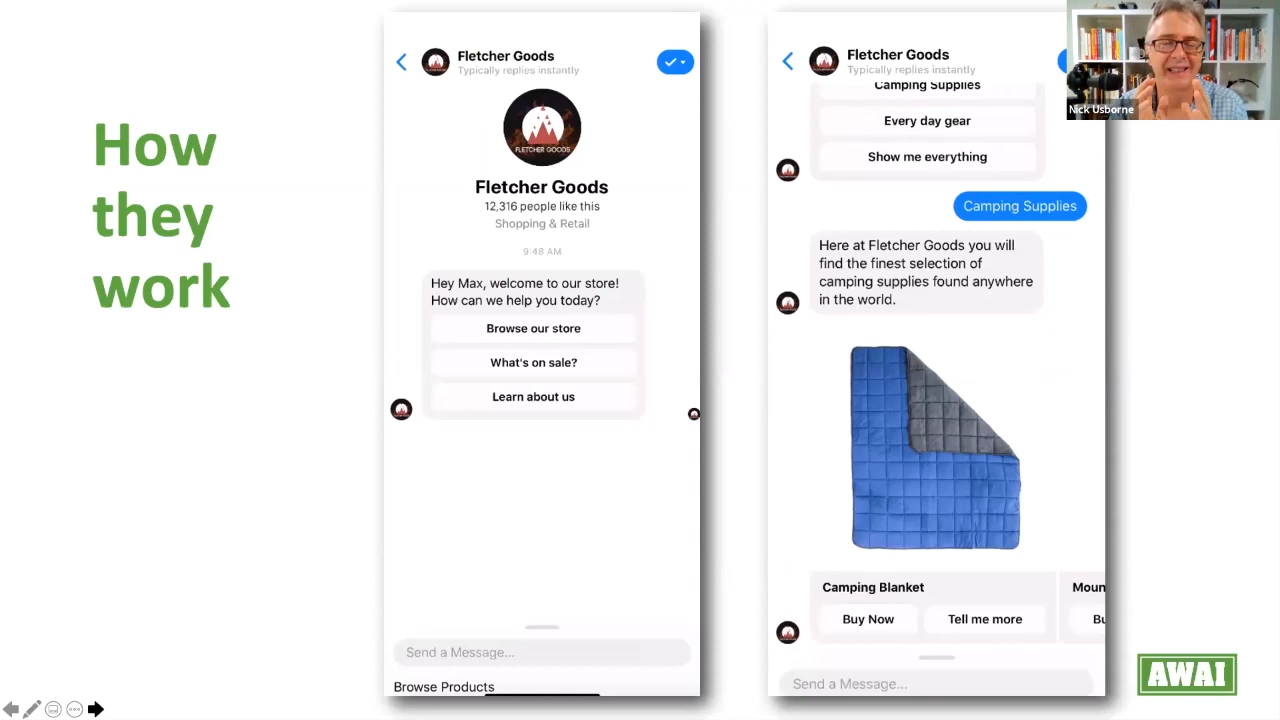 How
they
work
Fletcher Goods
Typically replies instantly
FLETCHER GOODS
Fletcher Goods
12,316 people like this
Shopping & Retail
9:48 AM
Hey Max, welcome to our store!
How can we help you today?
Browse our store
What's on sale?
Learn about us
Send a Message...
Browse Products
Fletcher Goods
Typically replies instantly
Camping Supplies
Every day gear
Show me everything
Camping Supplies
Here at Fletcher Goods you will
find the finest selection of
camping supplies found anywhere
in the world.
Camping Blanket
Buy Now
Tell me more
Moun
Bu
Send a Message...
Nick Usborne
AWAI